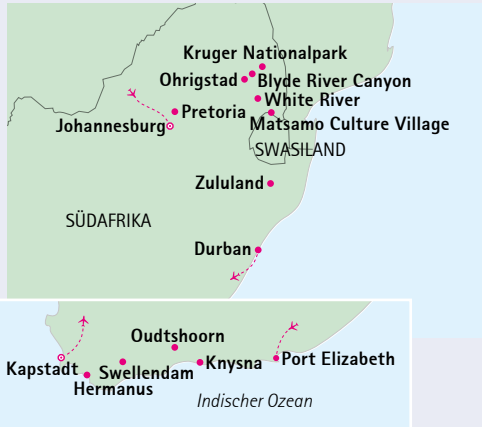 Kruger Nationalpark
Ohrigstad
Blyde River Canyon
White River
Pretoria
Johannesburg
Matsamo Culture Village
SWASILAND
Zululand
SÜDAFRIKA
Durban
Oudtshoorn
Kapstadt
Swellendam
Knysna
Port Elizabeth
Hermanus
Indischer Ozean